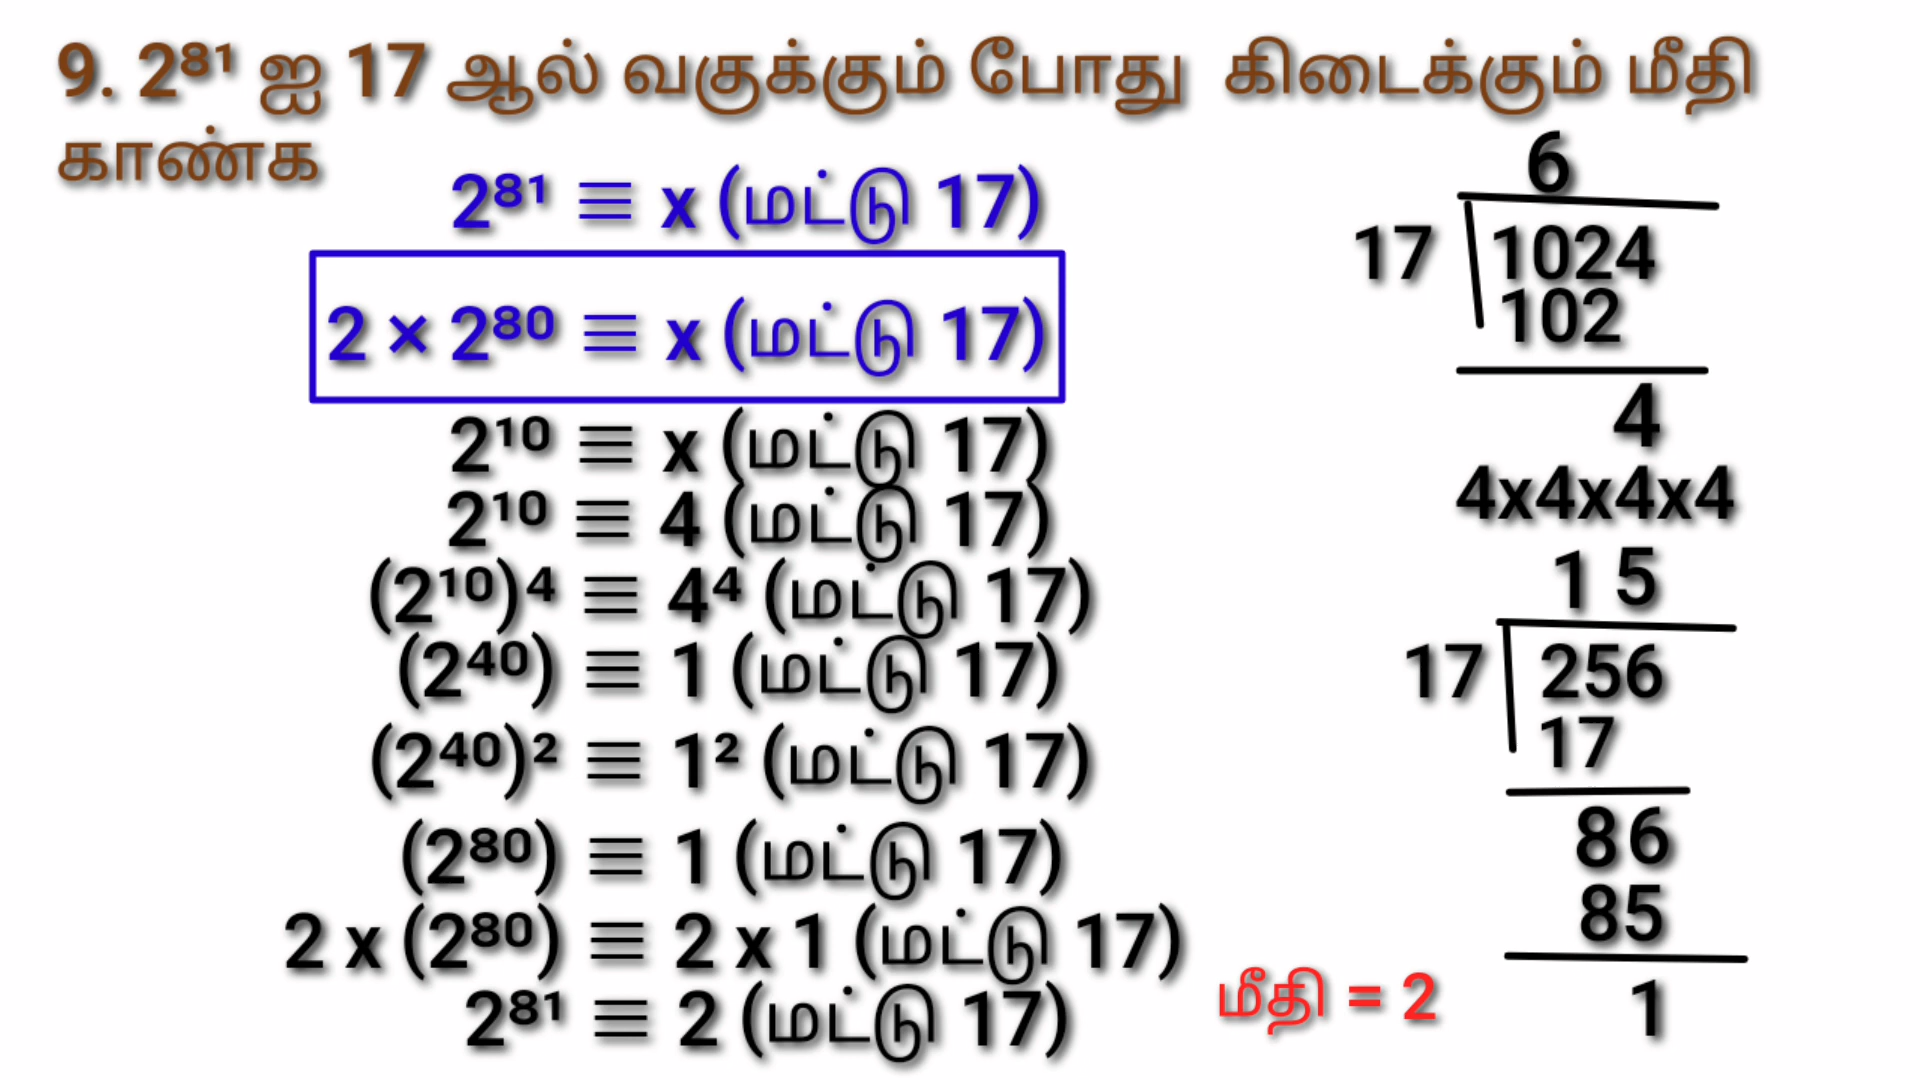 9. 2⁸¹ ஐ 17 ஆல் வகுக்கும் போது கிடைக்கும் மீதி
காண்க
2⁸¹ ≡ x (மட்டு 17)
2 × 2⁸⁰ ≡ x (மட்டு 17)
2¹⁰ ≡ x (மட்டு 17)
2¹⁰ ≡ 4 (மட்டு 17)
(2¹⁰)⁴ ≡ 4⁴ (மட்டு 17)
(2⁴⁰) ≡ 1 (மட்டு 17)
(2⁴⁰)² ≡ 1² (மட்டு 17)
(2⁸⁰) ≡ 1 (மட்டு 17)
2 x (2⁸⁰) ≡ 2 x 1 (மட்டு 17)
2⁸¹ ≡ 2 (மட்டு 17)
மீதி = 2
6
17 1024
102
4
4x4x4x4
1 5
17 256
17
86
85
1